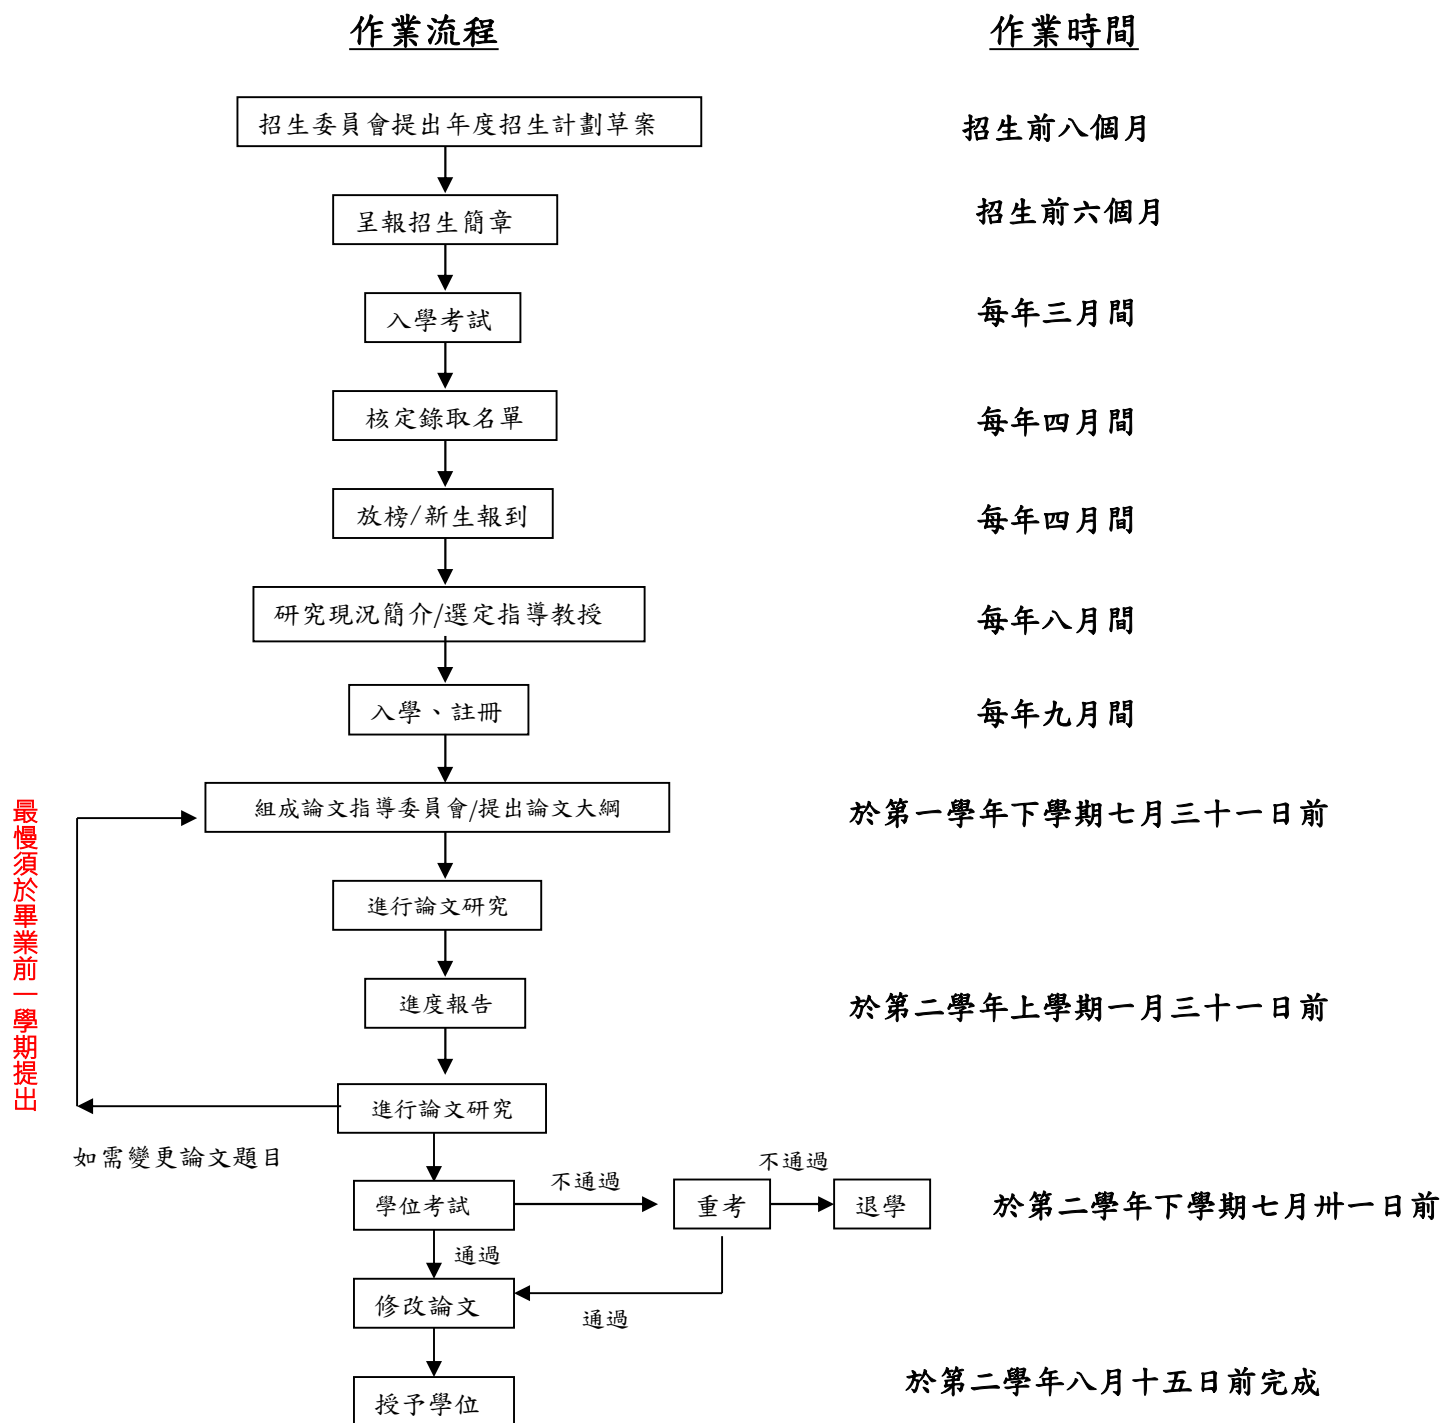 作業流程
作業時間
招生委員會提出年度招生計劃草案
招生前八個月
呈報招生簡章
招生前六個月
入學考試
每年三月間
核定錄取名單
每年四月間
放榜/新生報到
每年四月間
研究現況簡介/選定指導教授
每年八月間
入學、註冊
每年九月間
組成論文指導委員會/提出論文大綱
於第一學年下學期七月三十一日前
最慢須於畢業前一學期提出
進行論文研究
進度報告
於第二學年上學期一月三十一日前
進行論文研究
如需變更論文題目
學位考試
不通過
重考
不通過
退學
於第二學年下學期七月卅一日前
通過
修改論文
通過
授予學位
於第二學年八月十五日前完成